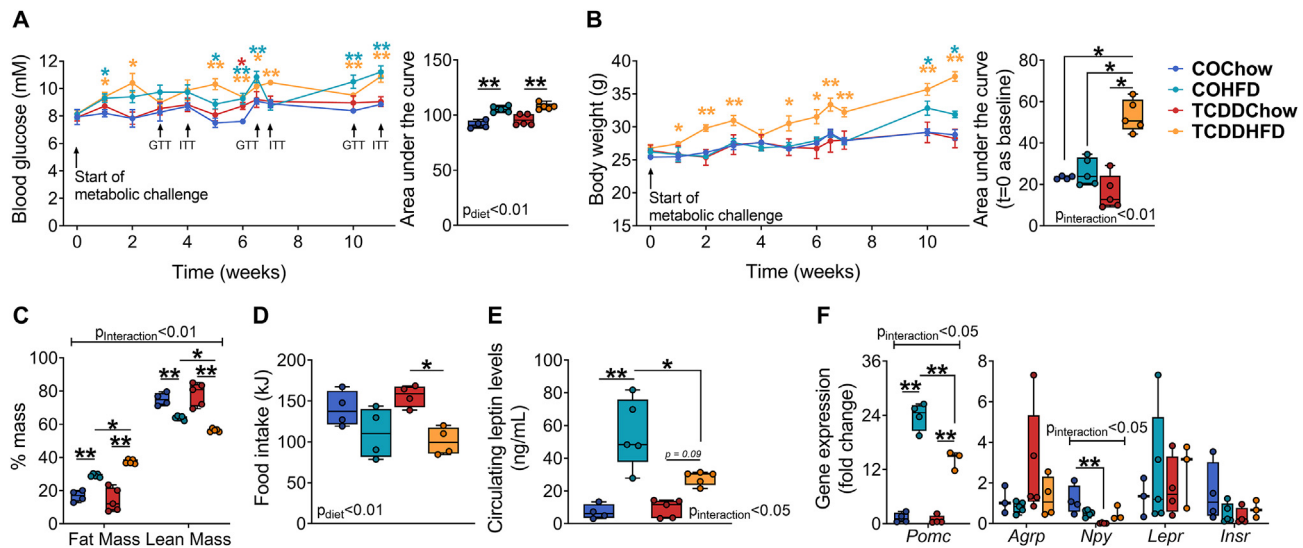 A
Blood glucose (mM)
12
10
8
6
4
2
0
*
*
*
*
**
*
**
**
**
*
**
**
**
**
**
GTT
ITT
GTT
ITT
GTT
ITT
Start of
metabolic challenge
0 2 4 6 8 10
Time (weeks)
Area under the curve
150
100
50
0
** **
pdiet<0.01
B
Body weight (g)
40
35
30
25
20
15
*
**
**
*
*
**
**
*
**
*
**
Start of
metabolic challenge
0 2 4 6 8 10
Time (weeks)
Area under the curve
(t=0 as baseline)
80
60
40
20
0
*
*
*
pinteraction<0.01
COChow
COHFD
TCDDChow
TCDDHFD
C
pInteraction<0.01
% mass
100
80
60
40
20
0
**
*
**
**
*
**
Fat Mass Lean Mass
D
Food intake (kJ)
200
150
100
50
0
*
pdiet<0.01
E
Circulating leptin levels
(ng/mL)
100
80
60
40
20
0
**
*
p = 0.09
pinteraction<0.05
F
pinteraction<0.05
Gene expression
(fold change)
36
24
12
0
**
**
**
Pomc
8
6
4
2
0
pinteraction<0.05
**
Agrp Npy Lepr Insr